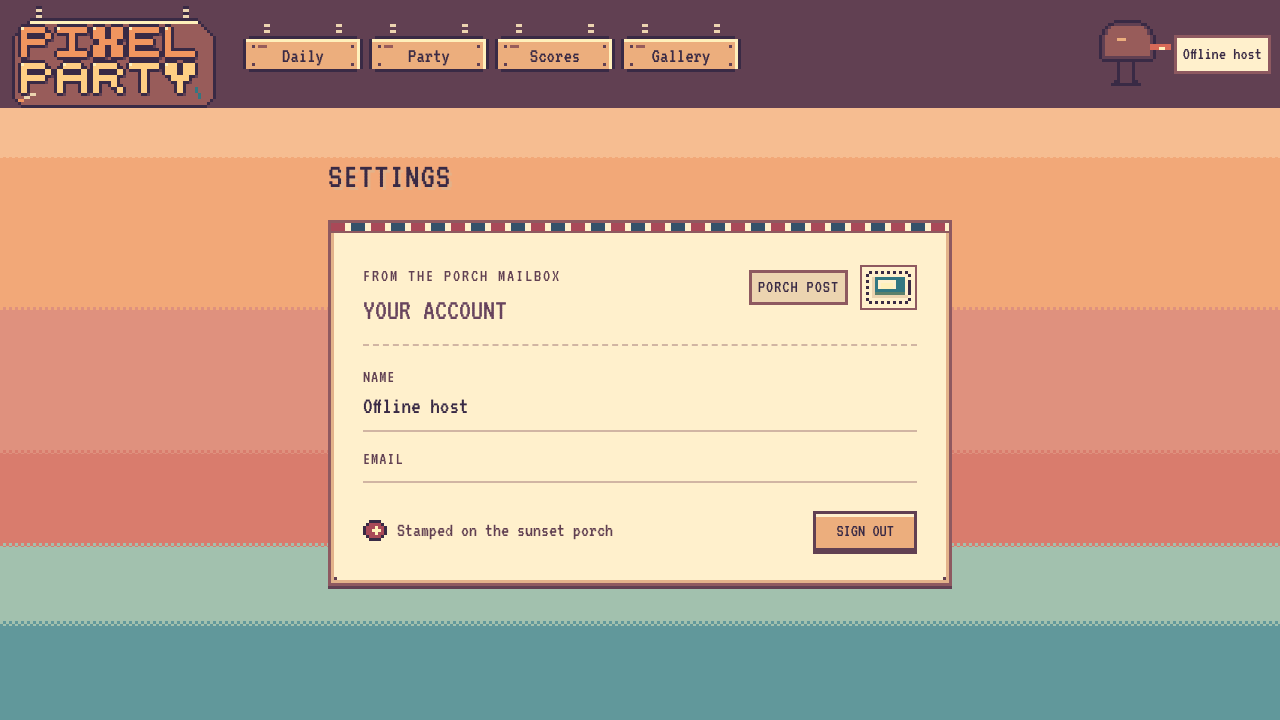 PIXEL
PARTY
Daily
Party
Scores
Gallery
Offline host
SETTINGS
FROM THE PORCH MAILBOX
YOUR ACCOUNT
PORCH POST
NAME
Offline host
EMAIL
Stamped on the sunset porch
SIGN OUT